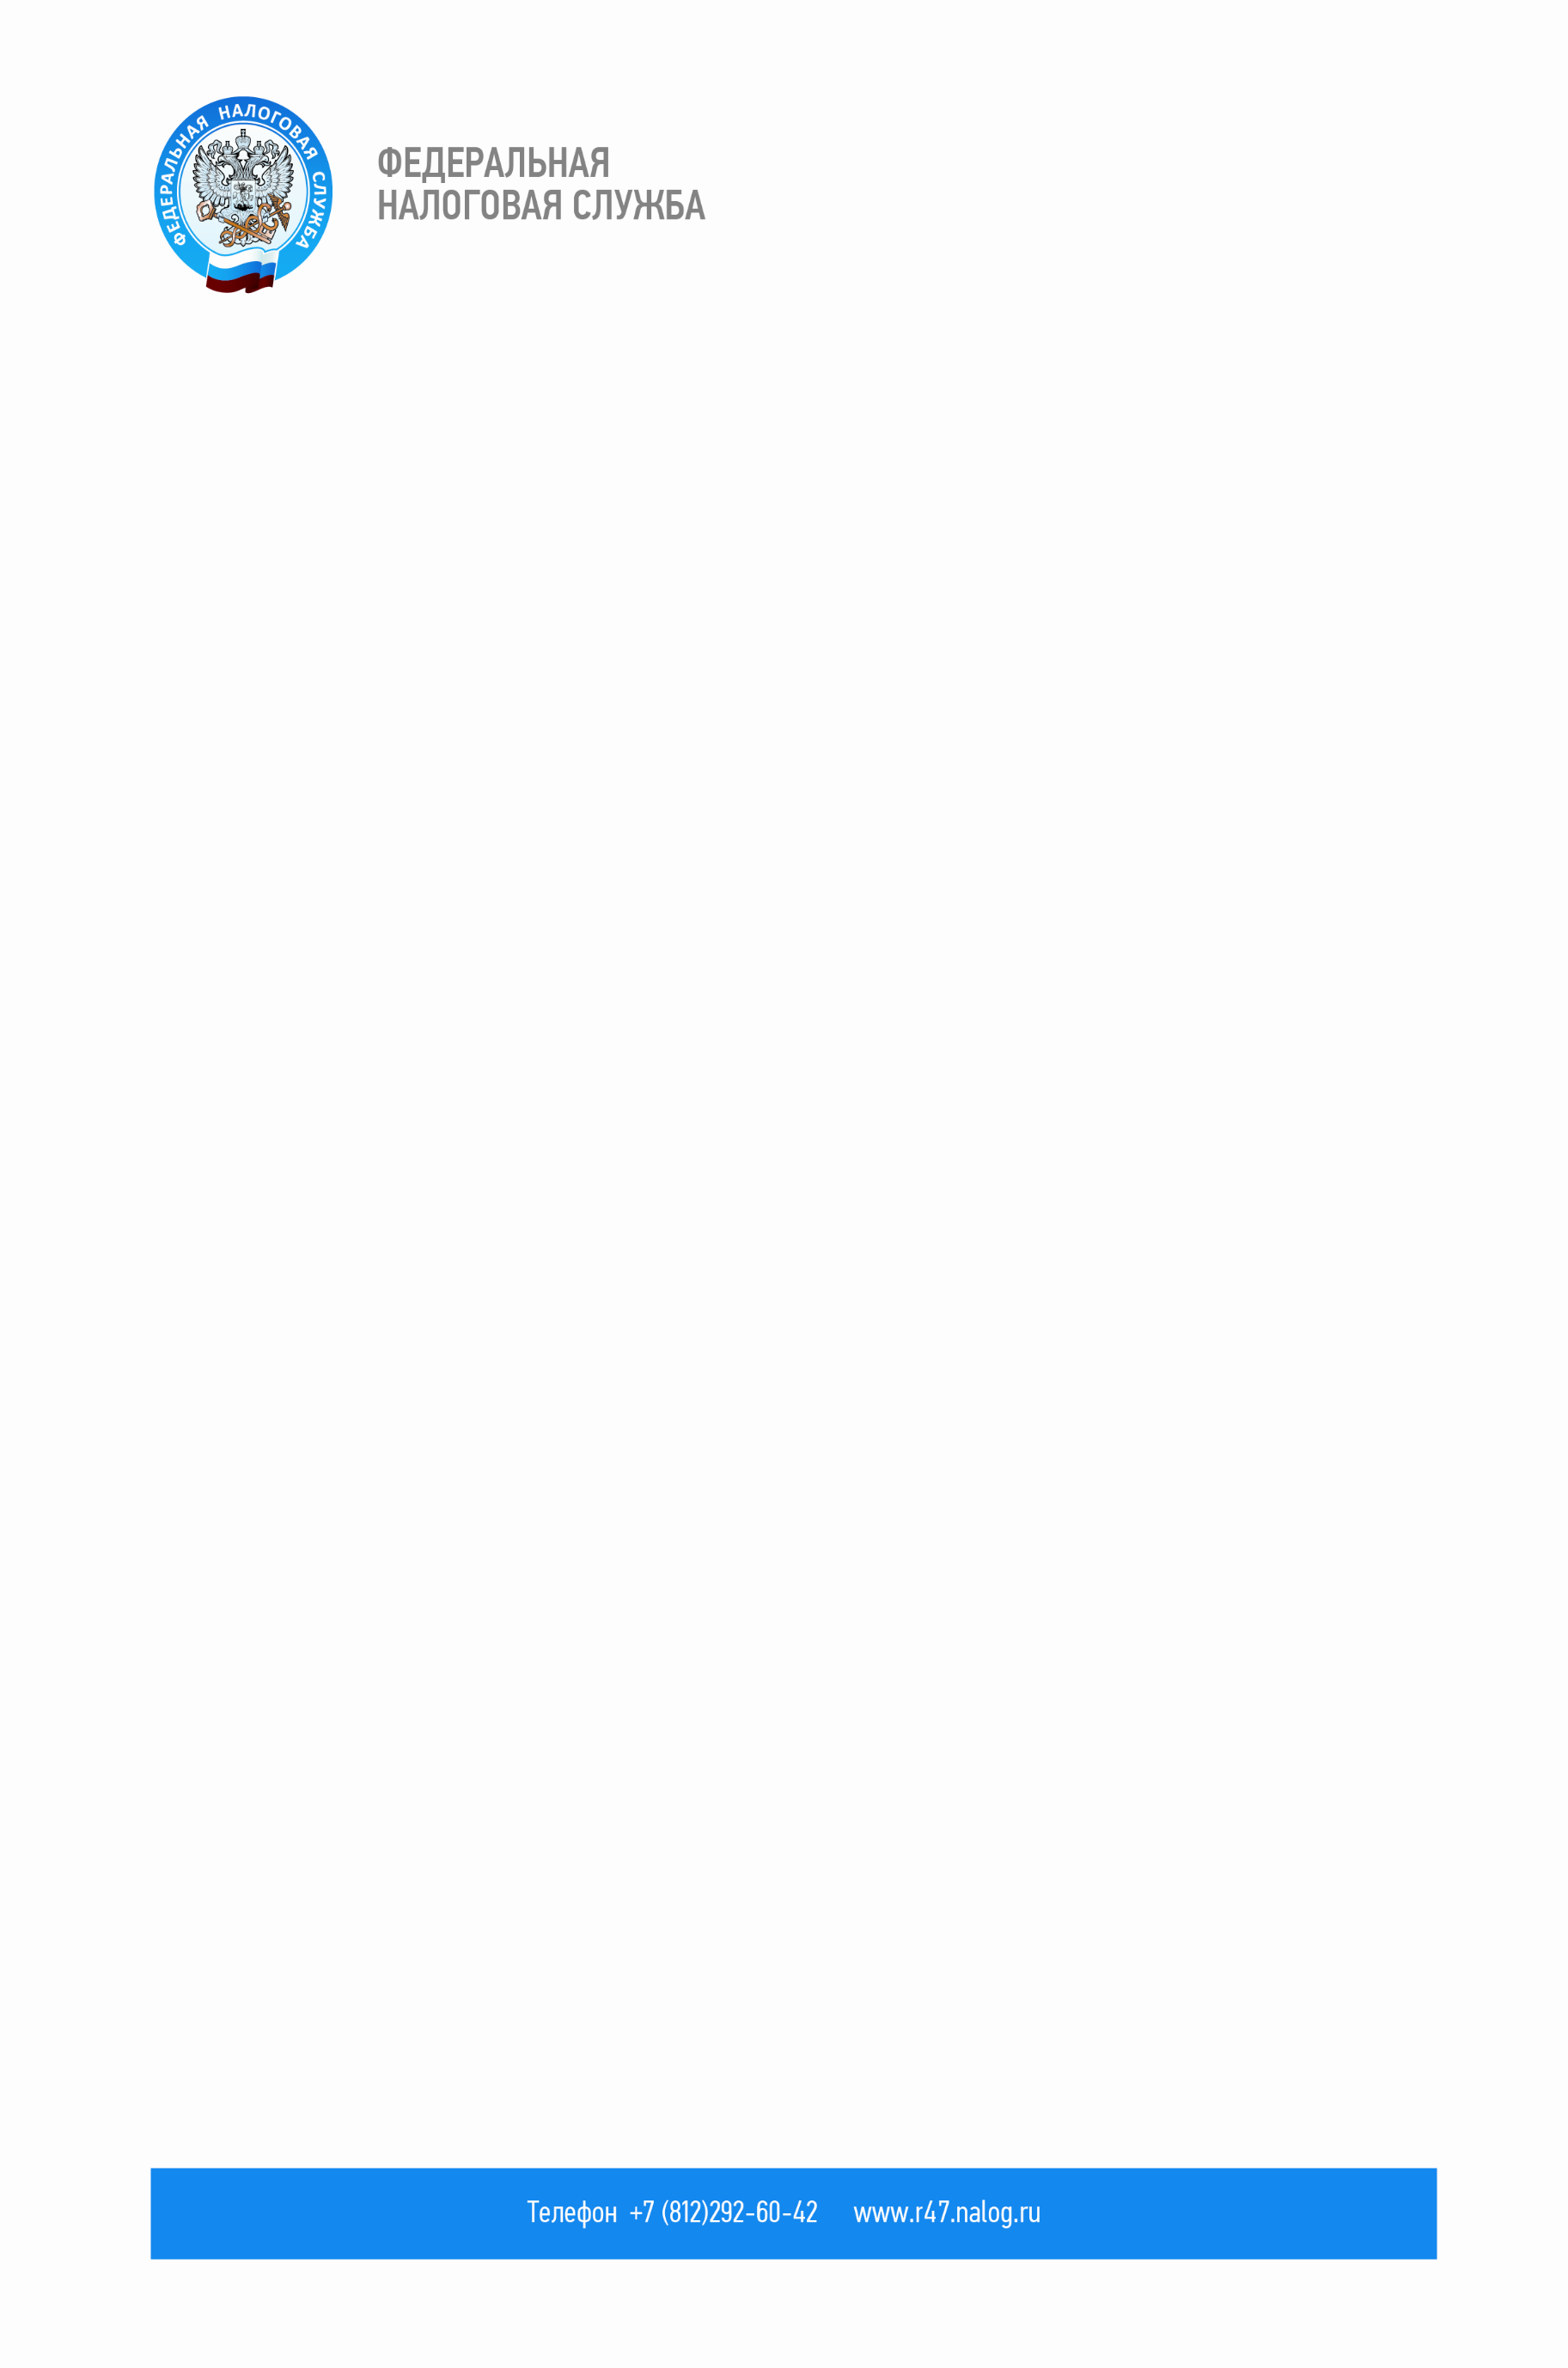 ФЕДЕРАЛЬНАЯ НАЛОГОВАЯ СЛУЖБА
ФЕДЕРАЛЬНАЯ
НАЛОГОВАЯ СЛУЖБА
Телефон +7 (812)292-60-42 www.r47.nalog.ru